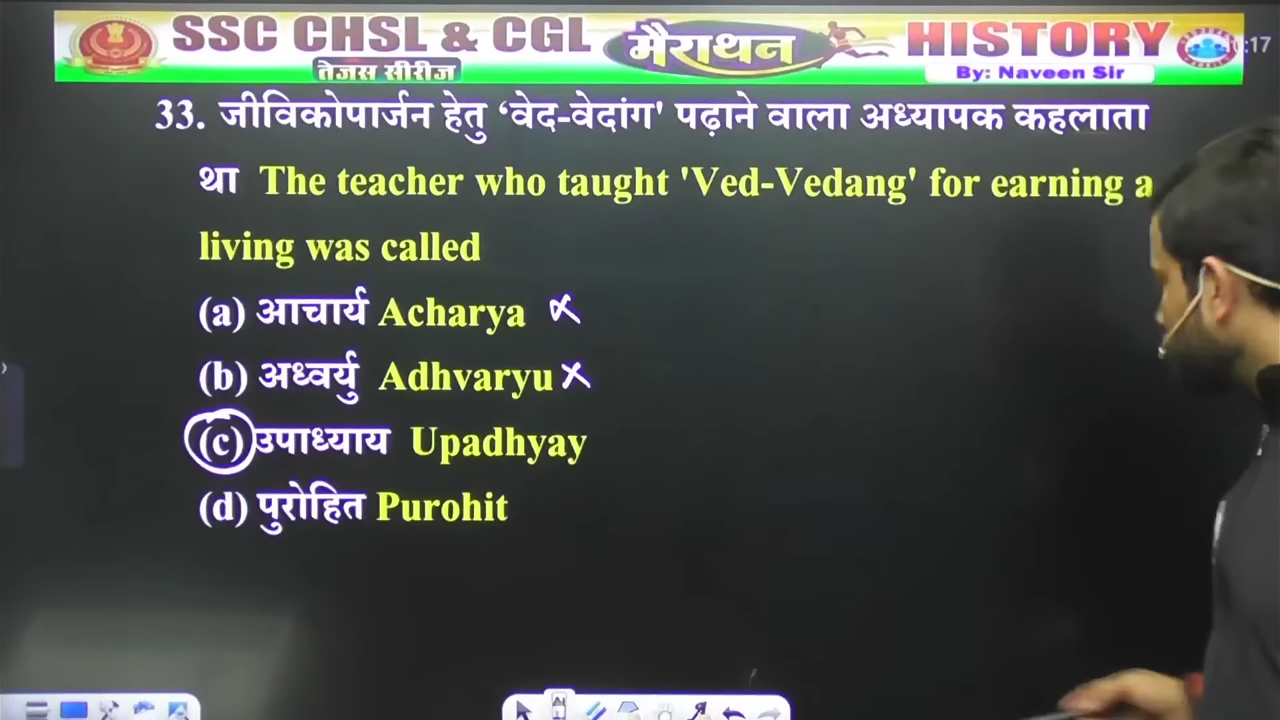 SSC CHSL & CGL मैराथन HISTORY
तेजस सीरीज By: Naveen Sir
:17
33. जीविकोपार्जन हेतु ‘वेद-वेदांग' पढ़ाने वाला अध्यापक कहलाता
था The teacher who taught 'Ved-Vedang' for earning a
living was called
(a) आचार्य Acharya
(b) अध्वर्यु Adhvaryu
(c) उपाध्याय Upadhyay
(d) पुरोहित Purohit